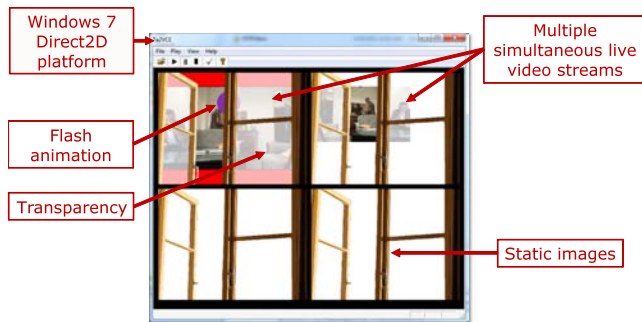 Windows 7
Direct2D
platform
Multiple
simultaneous live
video streams
File Play View Help
Flash
animation
Transparency
Static images